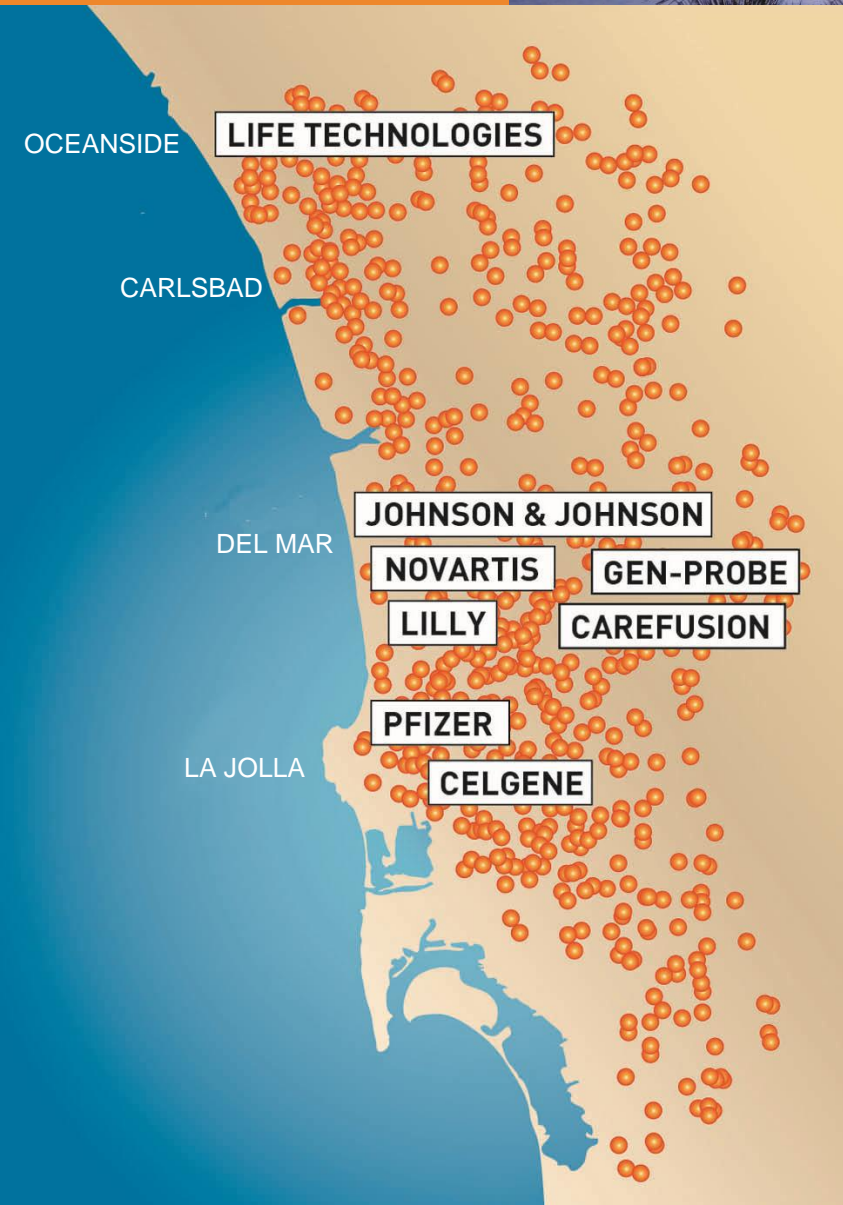 LIFE TECHNOLOGIES
OCEANSIDE
CARLSBAD
JOHNSON & JOHNSON
DEL MAR
NOVARTIS
GEN-PROBE
LILLY
CAREFUSION
PFIZER
LA JOLLA
CELGENE